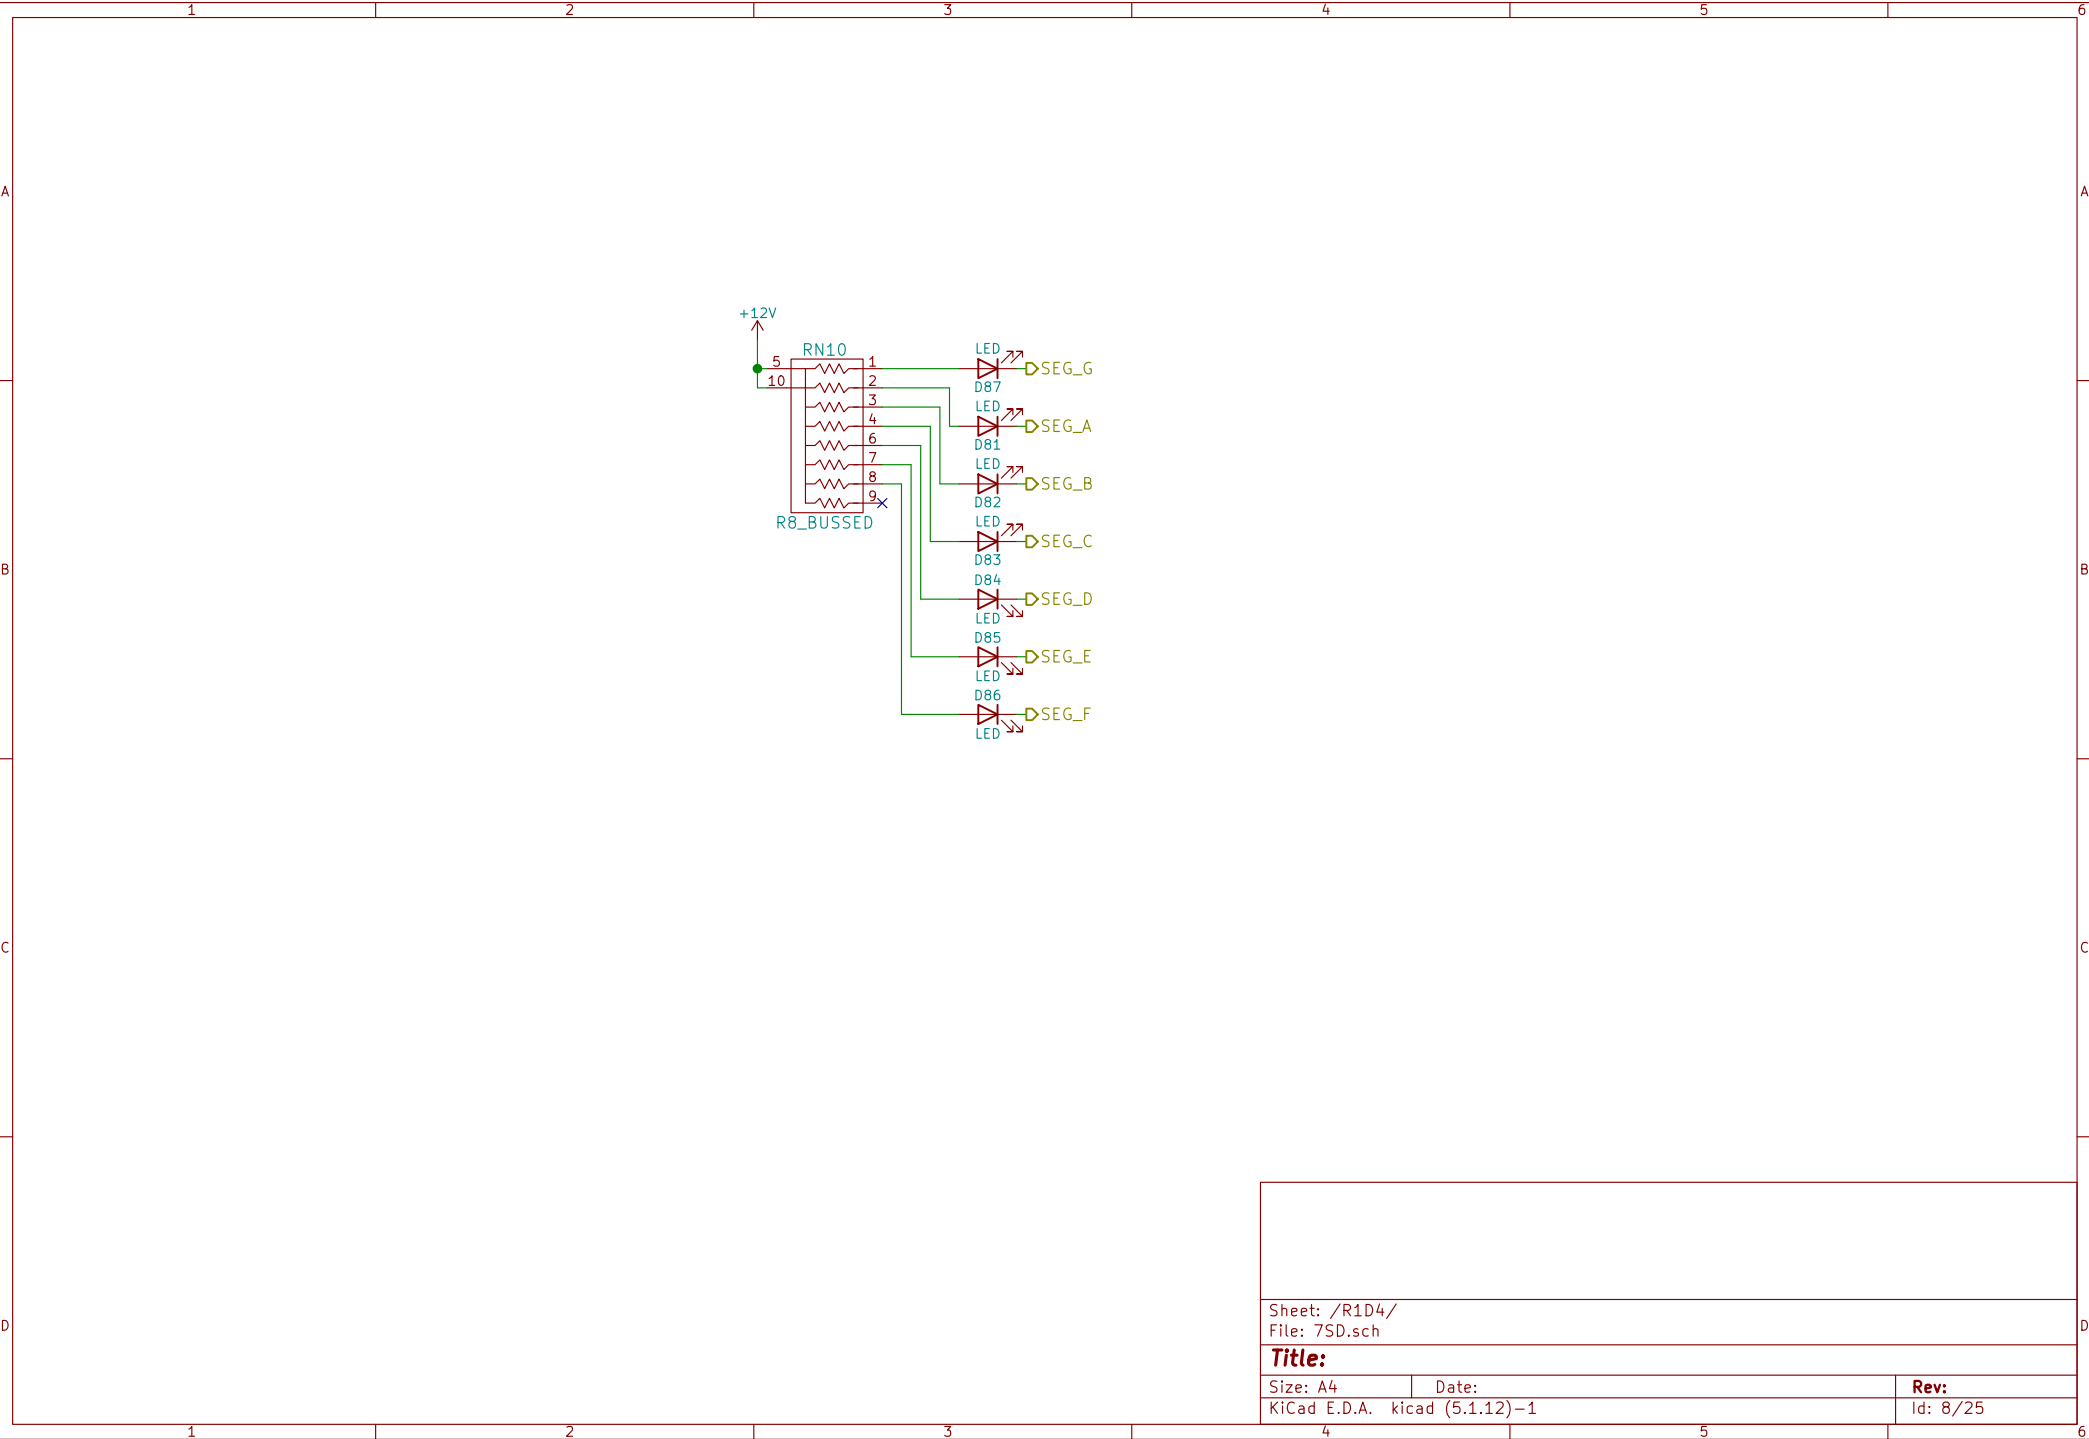 1 2 3 4 5 6
A A
+12V
RN10
5 1
10 2
3
4
6
7
8
9
R8_BUSSED
LED
SEG_G
D87
LED
SEG_A
D81
LED
SEG_B
D82
LED
SEG_C
D83
D84
SEG_D
LED
D85
SEG_E
LED
D86
SEG_F
LED
B B
C C
D D
Sheet: /R1D4/
File: 7SD.sch
Title:
Size: A4 Date: Rev:
KiCad E.D.A. kicad (5.1.12)-1 Id: 8/25
1 2 3 4 5 6